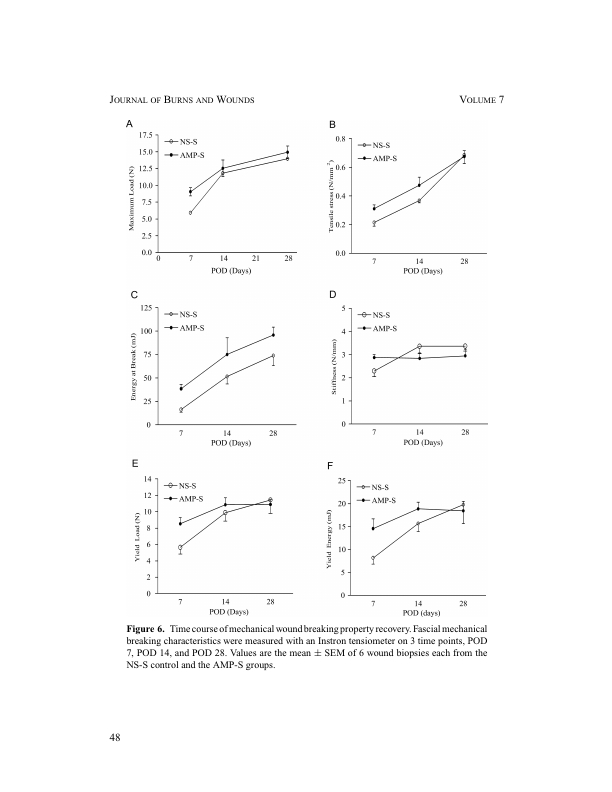 JOURNAL OF BURNS AND WOUNDS VOLUME 7
A
17.5
15.0
12.5
10.0
7.5
5.0
2.5
0.0
0 7 14 21 28
Maximum Load (N)
POD (Days)
NS-S
AMP-S
B
0.8
0.6
0.4
0.2
0.0
7 14 28
Tensile stress (N/mm 2)
POD (Days)
NS-S
AMP-S
C
125
100
75
50
25
0
7 14 28
Energy at Break (mJ)
POD (Days)
NS-S
AMP-S
D
5
4
3
2
1
0
7 14 28
Stiffness (N/mm)
POD (Days)
NS-S
AMP-S
E
14
12
10
8
6
4
2
0
7 14 28
Yield Load (N)
POD (Days)
NS-S
AMP-S
F
25
20
15
10
5
0
7 14 28
Yield Energy (mJ)
POD (days)
NS-S
AMP-S
Figure 6. Time course of mechanical wound breaking property recovery. Fascial mechanical
breaking characteristics were measured with an Instron tensiometer on 3 time points, POD
7, POD 14, and POD 28. Values are the mean ± SEM of 6 wound biopsies each from the
NS-S control and the AMP-S groups.
48